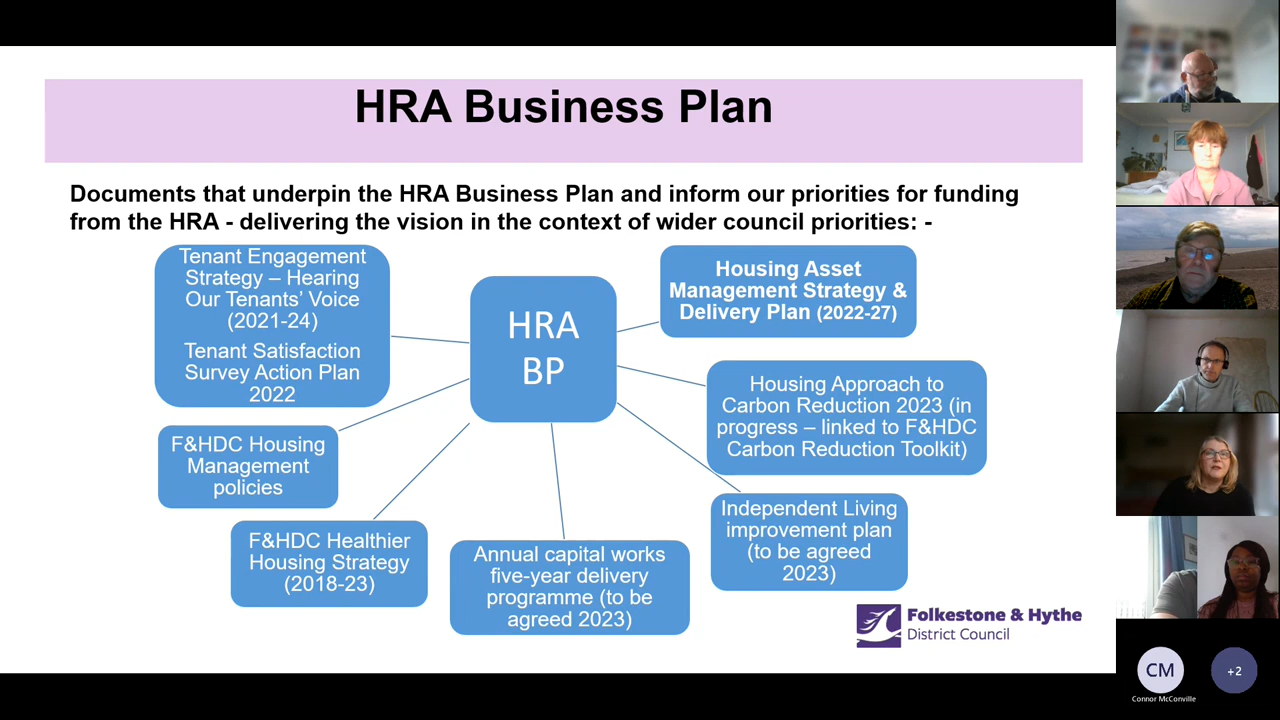 HRA Business Plan
Documents that underpin the HRA Business Plan and inform our priorities for funding
from the HRA - delivering the vision in the context of wider council priorities: -
Tenant Engagement
Strategy – Hearing
Our Tenants’ Voice
(2021-24)
Tenant Satisfaction
Survey Action Plan
2022
F&HDC Housing
Management
policies
F&HDC Healthier
Housing Strategy
(2018-23)
HRA
BP
Annual capital works
five-year delivery
programme (to be
agreed 2023)
Housing Asset
Management Strategy &
Delivery Plan (2022-27)
Housing Approach to
Carbon Reduction 2023 (in
progress – linked to F&HDC
Carbon Reduction Toolkit)
Independent Living
improvement plan
(to be agreed
2023)
Folkestone & Hythe
District Council
CM
+2
Connor McConville